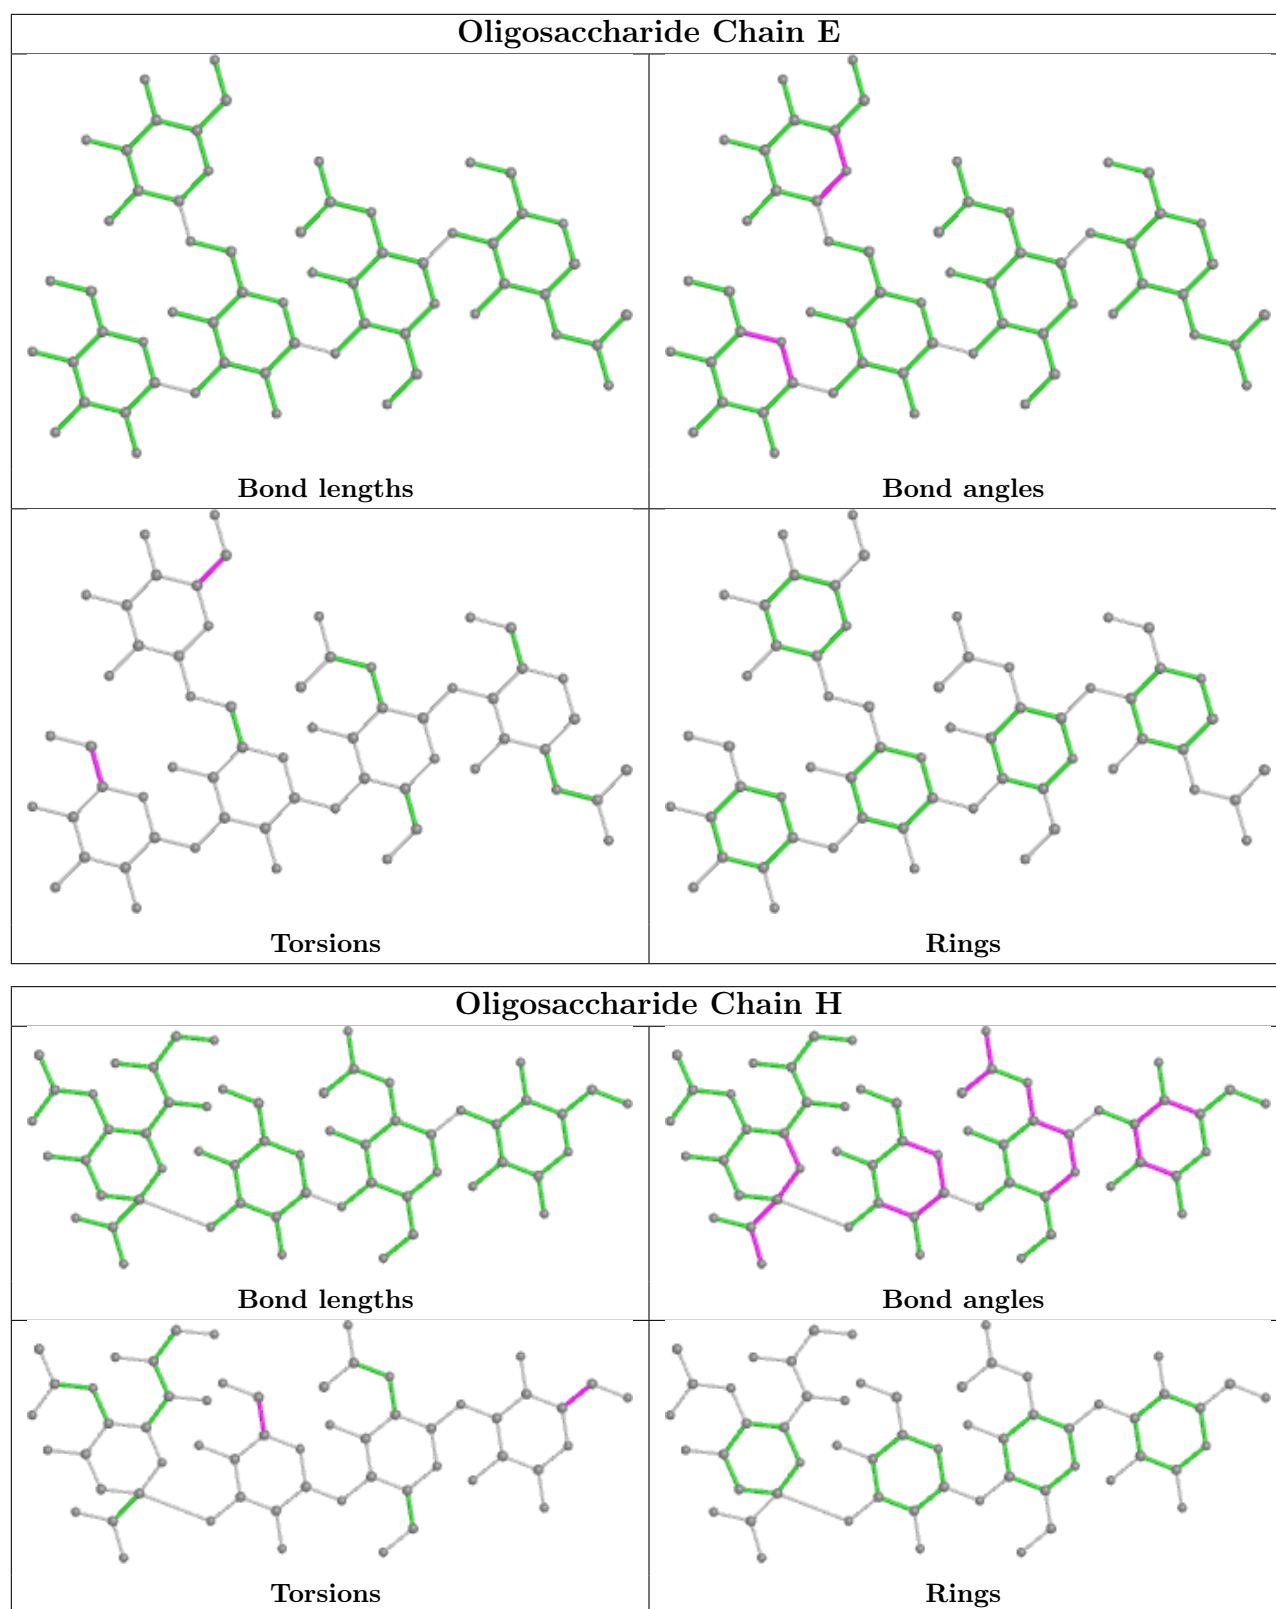 Oligosaccharide Chain E
Bond lengths
Bond angles
Torsions
Rings
Oligosaccharide Chain H
Bond lengths
Bond angles
Torsions
Rings